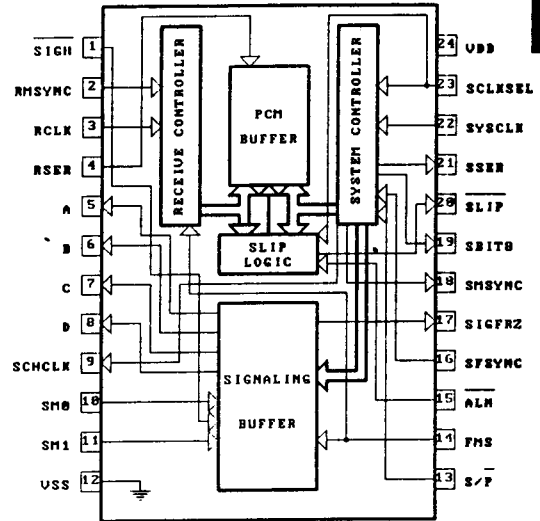 SIGH 1
RMSYNC 2
RCLK 3
RSER 4
A 5
B 6
C 7
D 8
SCHCLK 9
SM0 10
SM1 11
VSS 12
RECEIVE CONTROLLER
PCM
BUFFER
SYSTEM CONTROLLER
SLIP
LOGIC
SIGNALING
BUFFER
24 VDD
23 SCLKSEL
22 SYSCLK
21 SSER
20 SLIP
19 SBIT8
18 SMSYNC
17 SIGFRZ
16 SFSYNC
15 ALN
14 FMS
13 S/P